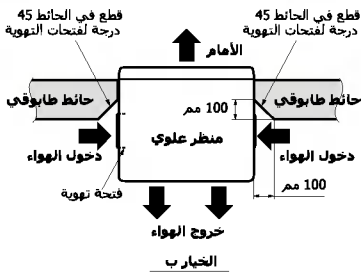 قطع في الحائط 45
درجة لفتحات التهوية
الأمام
قطع في الحائط 45
درجة لفتحات التهوية
حائط طابوقي
100 مم
حائط طابوقي
دخول الهواء
منظر علوي
دخول الهواء
100 مم
فتحة تهوية
خروج الهواء
الخيار ب